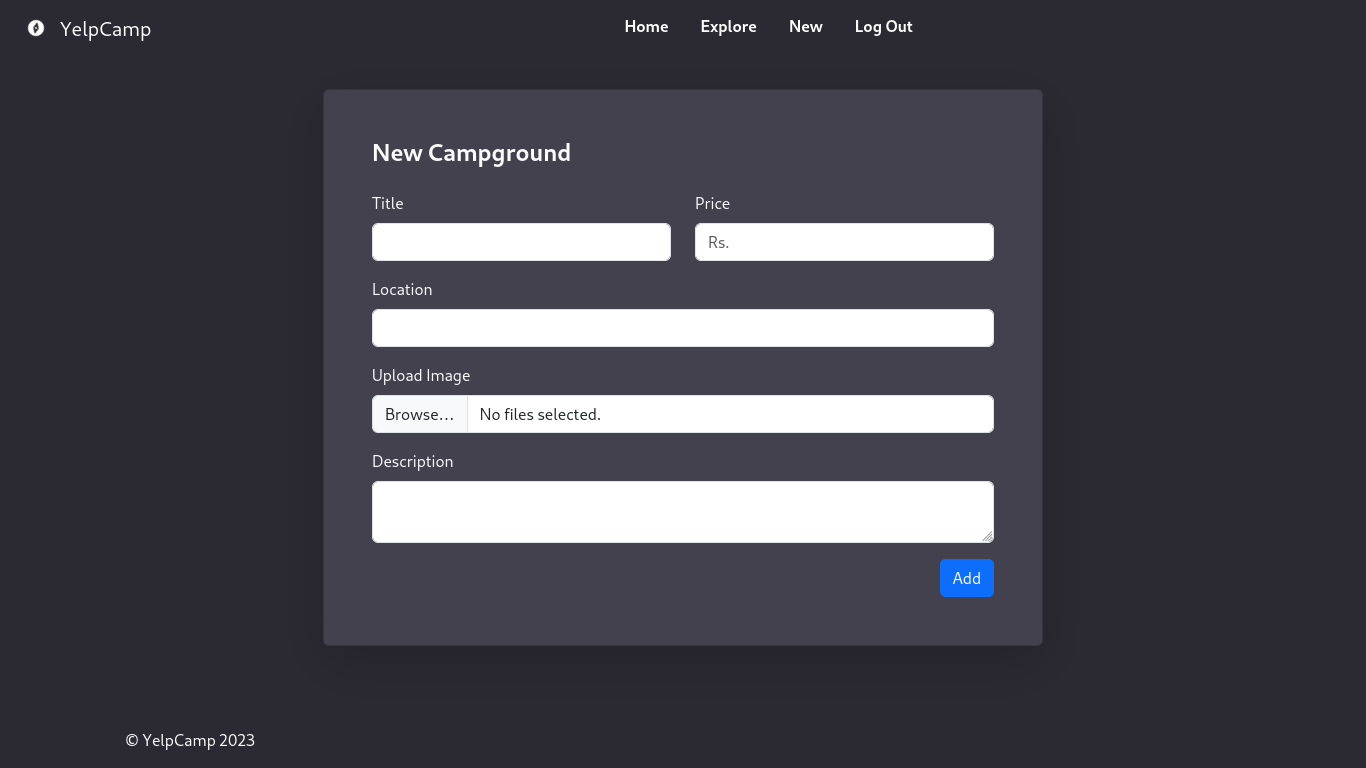 YelpCamp
Home Explore New Log Out
New Campground
Title Price
Rs.
Location
Upload Image
Browse… No files selected.
Description
Add
© YelpCamp 2023